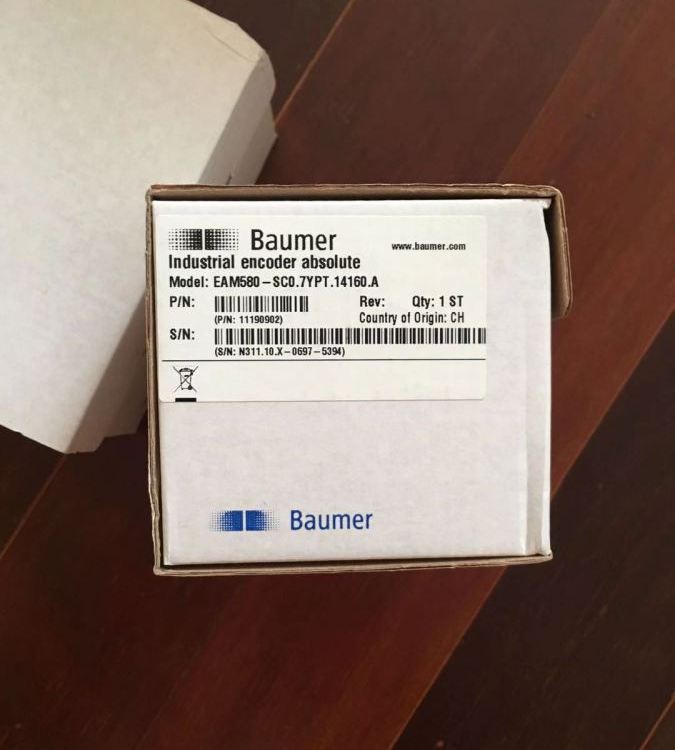 Baumer
www.baumer.com
Industrial encoder absolute
Model: EAM580-SC0.7YPT.14160.A
P/N:
Rev: Qty: 1 ST
(P/N: 11190902)
Country of Origin: CH
S/N:
(S/N: N311.10.X-0697-5394)
Baumer